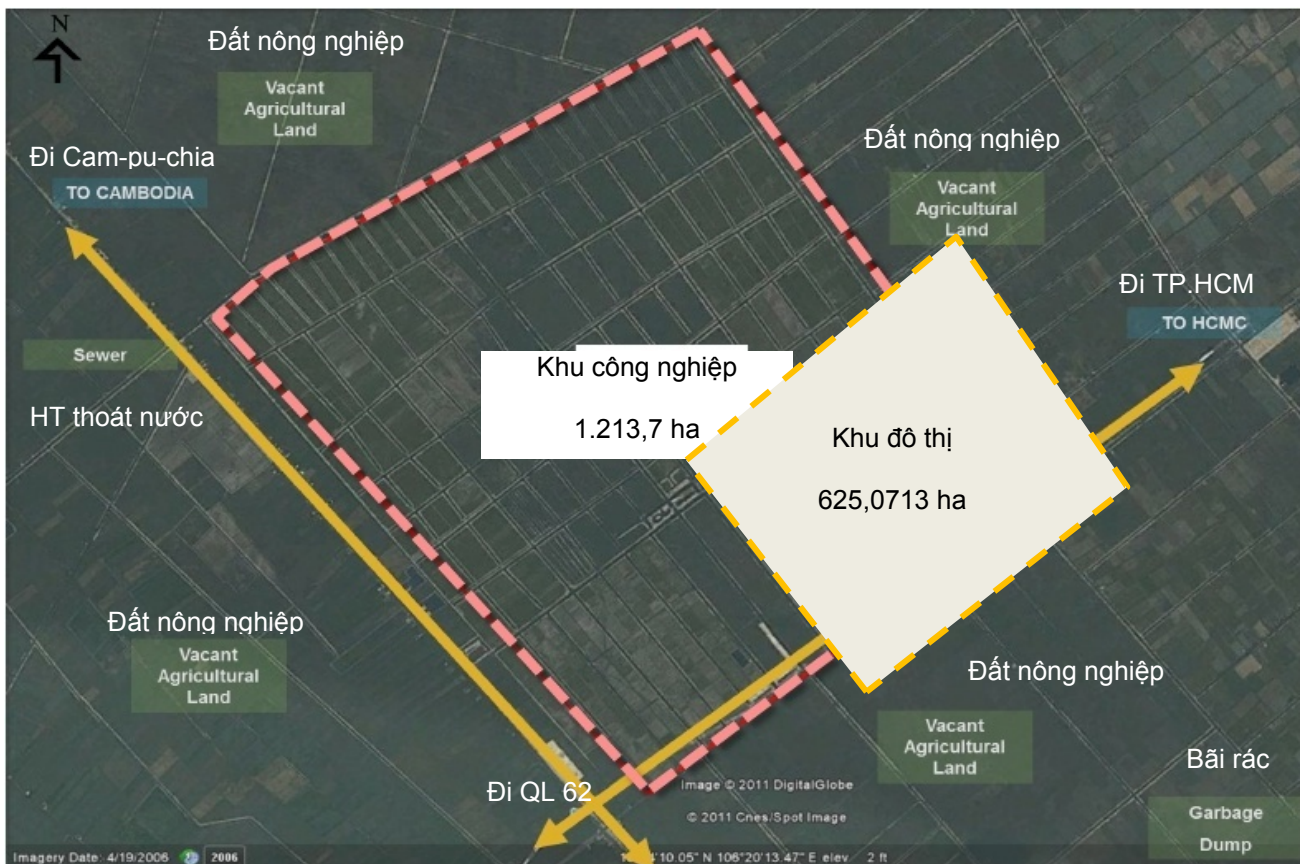 N
Đất nông nghiệp
Vacant
Agricultural
Land
Đi Cam-pu-chia
TO CAMBODIA
Đất nông nghiệp
Vacant
Agricultural
Land
Đi TP.HCM
TO HCMC
Sewer
HT thoát nước
Khu công nghiệp
1.213,7 ha
Khu đô thị
625,0713 ha
Đất nông nghiệp
Vacant
Agricultural
Land
Đất nông nghiệp
Vacant
Agricultural
Land
Bãi rác
Garbage
Dump
Đi QL 62
Image © 2011 DigitalGlobe
© 2011 Cnes/Spot Image
Imagery Date: 4/19/2006
2006
10.05" N 106°20'13.47" E elev 2 ft